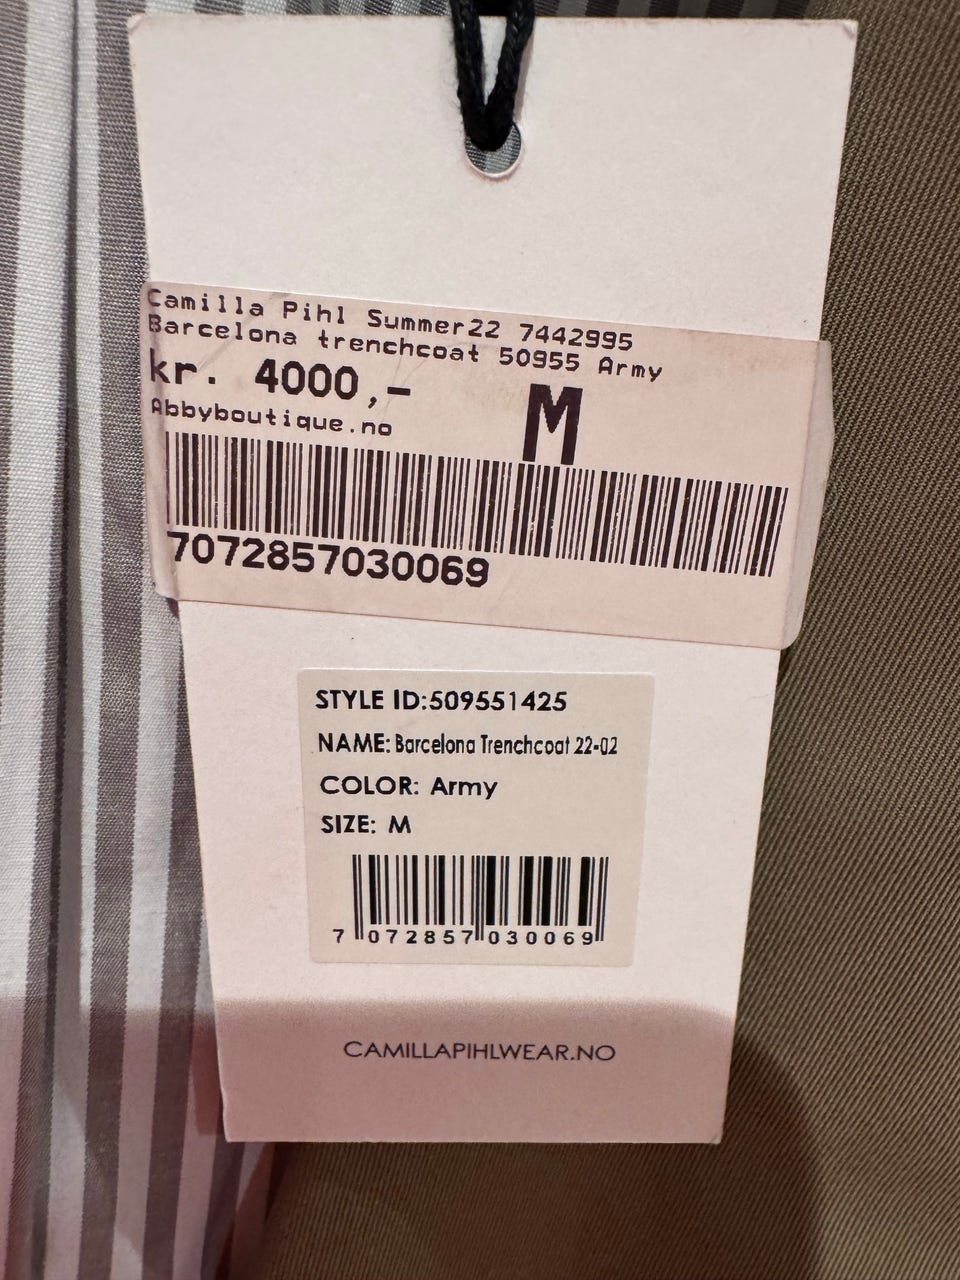 Camilla Pihl Summer22 7442995
Barcelona trenchcoat 50955 Army
kr. 4000,-
M
Abbyboutique.no
7072857030069
STYLE ID:509551425
NAME: Barcelona Trenchcoat 22-02
COLOR: Army
SIZE: M
7 072857 030069
CAMILLAPIHLWEAR.NO